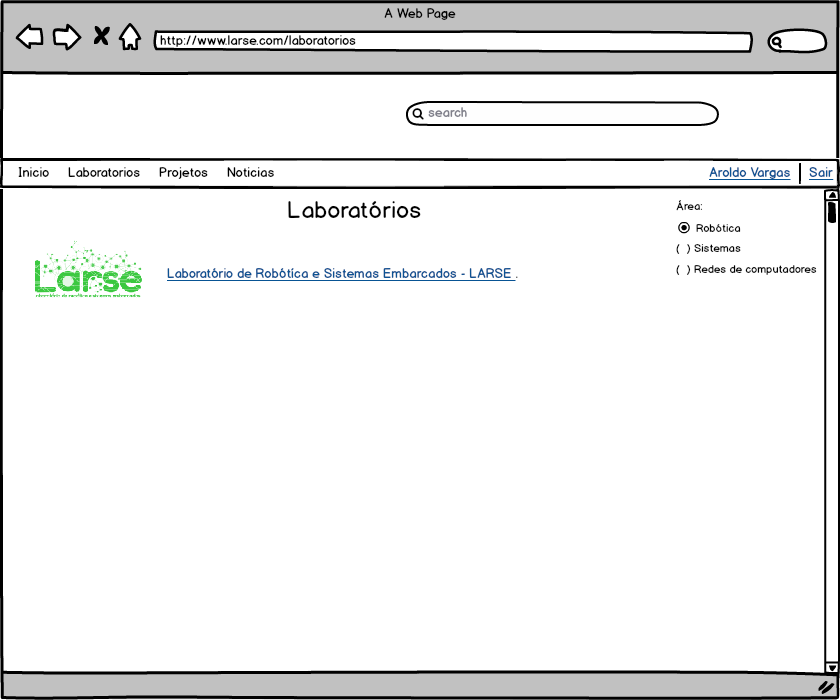 A Web Page
http://www.larse.com/laboratorios
search
Inicio Laboratorios Projetos Noticias Aroldo Vargas Sair
Laboratórios
Área:
Robótica
( ) Sistemas
( ) Redes de computadores
Larse
Laboratório de Robótica e Sistemas Embarcados - LARSE .